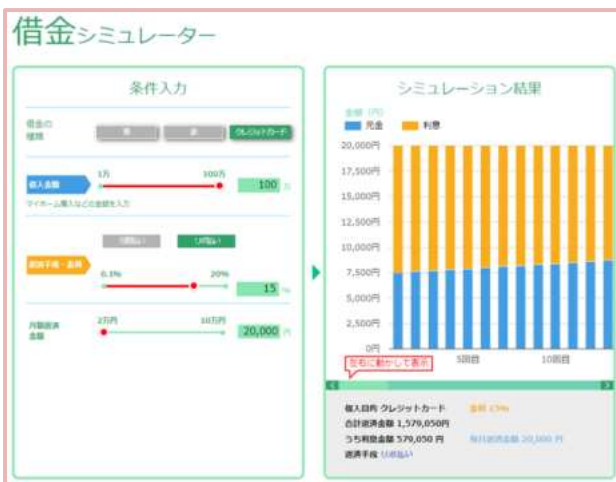 借金シミュレーター
条件入力
借金の
種類
家
車
クレジットカード
借入金額
1万
100万
100 万
マイホーム購入などの金額を入力
リボ払い
返済手段・金利
0.1%
20%
15 %
月額返済
金額
2万円
10万円
20,000 円
シミュレーション結果
金額 (円)
元金
利息
20,000円
17,500円
15,000円
12,500円
10,000円
7,500円
5,000円
2,500円
0円
5回目
10回目
左右に動かして表示
借入目的 クレジットカード
金利 15%
合計返済金額 1,579,050円
うち利息金額 579,050 円
毎月返済金額 20,000 円
返済手段 リボ払い